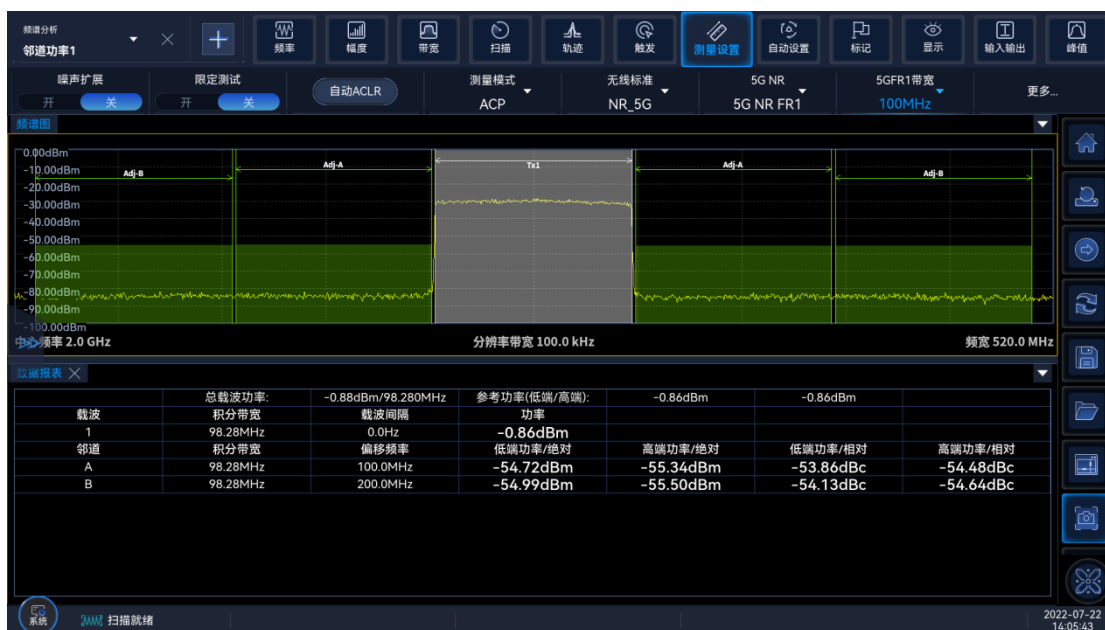 频谱分析
邻道功率1
频率 幅度 带宽 扫描 轨迹 触发 测量设置 自动设置 标记 显示 输入输出 峰值
噪声扩展 限定测试 自动ACLR 测量模式 无线标准 5G NR 5GFR1带宽 更多...
开 关 开 关 ACP NR_5G 5G NR FR1 100MHz
频谱图
0.00dBm
-10.00dBm
-20.00dBm
-30.00dBm
-40.00dBm
-50.00dBm
-60.00dBm
-70.00dBm
-80.00dBm
-90.00dBm
-100.00dBm
Adj-B Adj-A Tx1 Adj-A Adj-B
中心频率 2.0 GHz 分辨率带宽 100.0 kHz 频宽 520.0 MHz
数据报表
总载波功率: -0.88dBm/98.280MHz 参考功率(低端/高端): -0.86dBm -0.86dBm
载波 积分带宽 载波间隔 功率
1 98.28MHz 0.0Hz -0.86dBm
邻道 积分带宽 偏移频率 低端功率/绝对 高端功率/绝对 低端功率/相对 高端功率/相对
A 98.28MHz 100.0MHz -54.72dBm -55.34dBm -53.86dBc -54.48dBc
B 98.28MHz 200.0MHz -54.99dBm -55.50dBm -54.13dBc -54.64dBc
系统 扫描就绪
2022-07-22
14:05:43